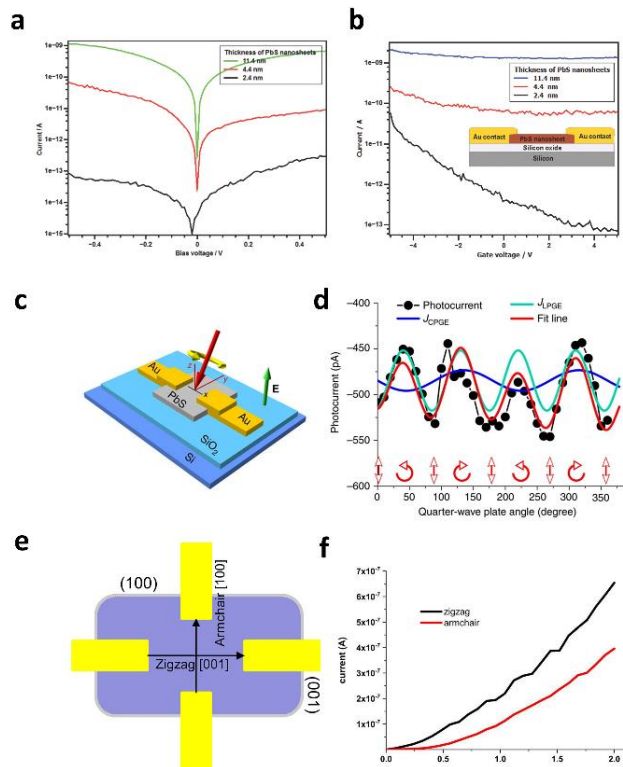 a
Thickness of PbS nanosheets
11.4 nm
4.4 nm
2.4 nm
1e-09
1e-10
1e-11
1e-12
1e-13
1e-14
1e-15
Current / A
-0.4
-0.2
0
0.2
0.4
Bias voltage / V
b
Thickness of PbS nanosheets
11.4 nm
4.4 nm
2.4 nm
1e-09
1e-10
1e-11
1e-12
1e-13
Current / A
Au contact
PbS nanosheet
Au contact
Silicon oxide
Silicon
-4
-2
0
2
4
Gate voltage / V
c
Au
z
y
x
PbS
Au
E
SiO2
Si
d
Photocurrent
JLPGE
JCPGE
Fit line
−400
−450
−500
−550
−600
Photocurrent (pA)
0
50
100
150
200
250
300
350
Quarter-wave plate angle (degree)
e
(100)
Armchair [100]
Zigzag [001]
(001)
f
zigzag
armchair
7x10⁻⁷
6x10⁻⁷
5x10⁻⁷
4x10⁻⁷
3x10⁻⁷
2x10⁻⁷
1x10⁻⁷
current (A)
0.0
0.5
1.0
1.5
2.0